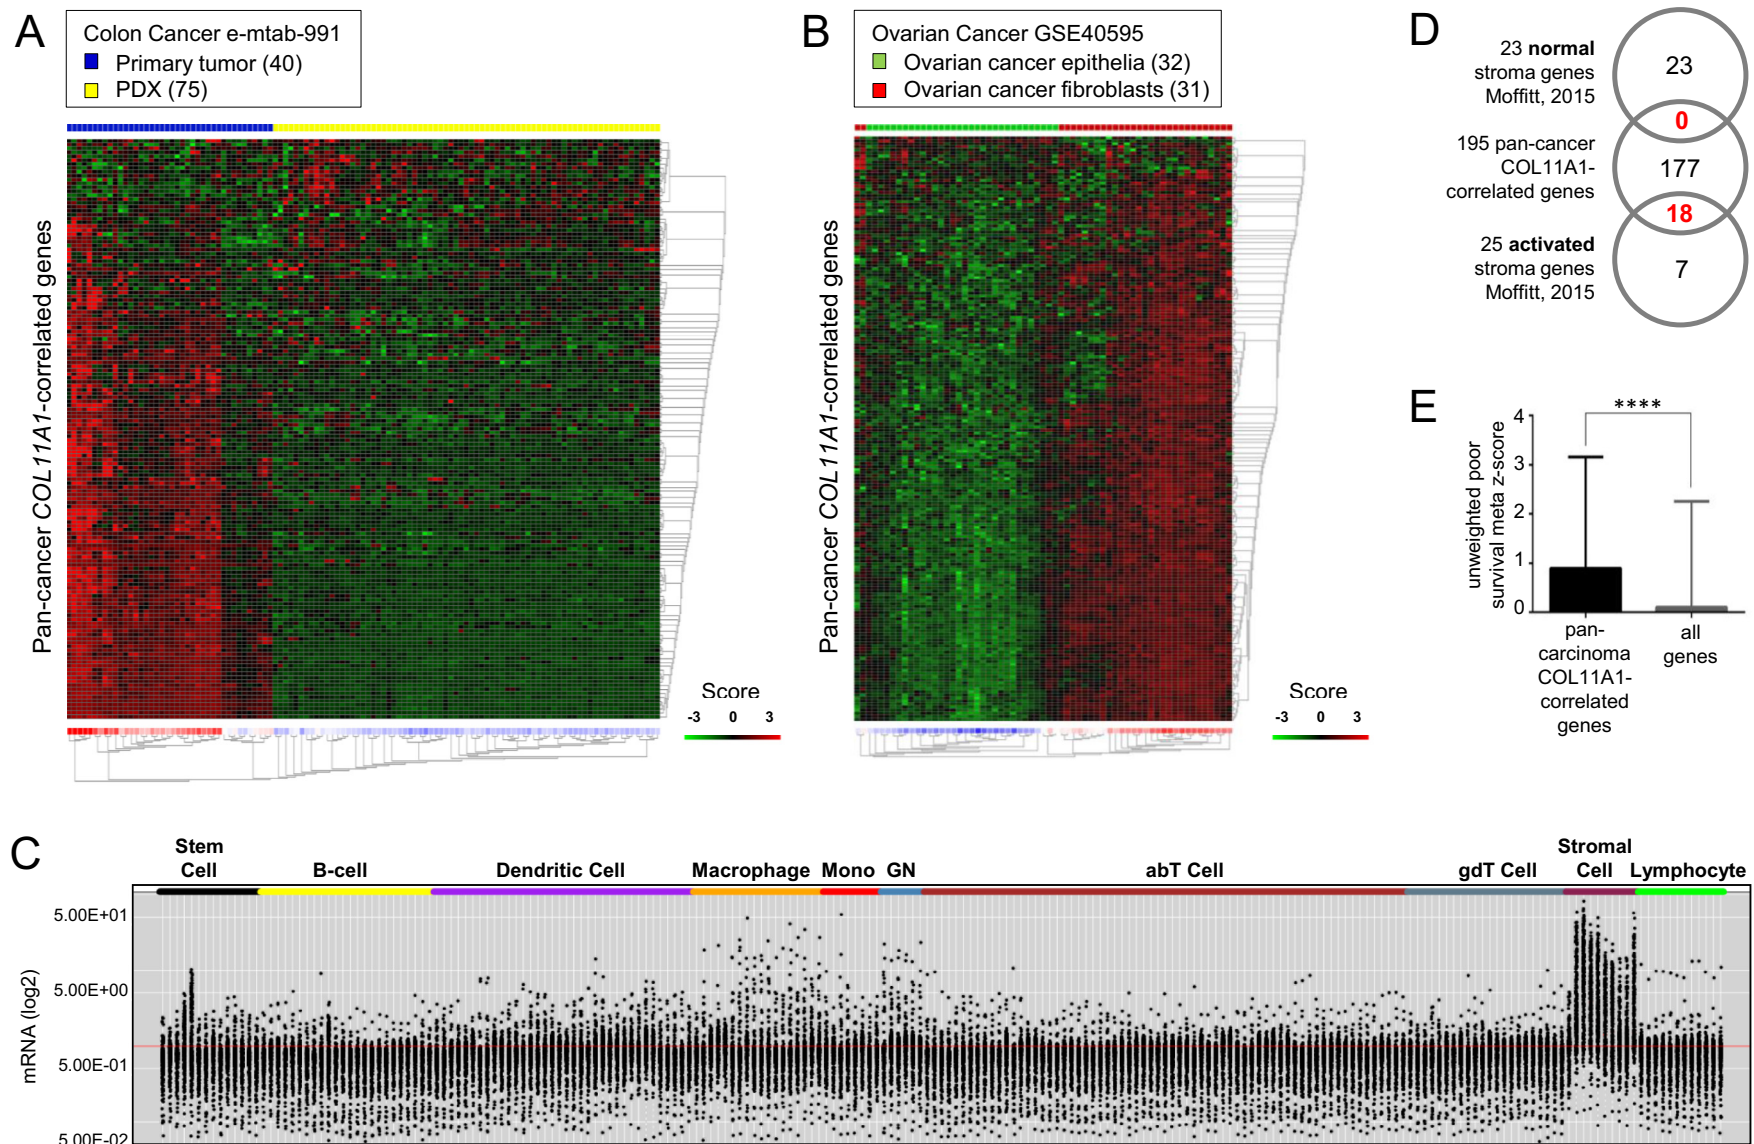 A
Colon Cancer e-mtab-991
Primary tumor (40)
PDX (75)
Pan-cancer COL11A1-correlated genes
Score
-3 0 3
B
Ovarian Cancer GSE40595
Ovarian cancer epithelia (32)
Ovarian cancer fibroblasts (31)
Pan-cancer COL11A1-correlated genes
Score
-3 0 3
D
23 normal
stroma genes
Moffitt, 2015
23
0
195 pan-cancer
COL11A1-
correlated genes
177
18
25 activated
stroma genes
Moffitt, 2015
7
E
unweighted poor
survival meta z-score
4
3
2
1
0
****
pan-
carcinoma
COL11A1-
correlated
genes
all
genes
C
Stem
Cell
B-cell
Dendritic Cell
Macrophage
Mono
GN
abT Cell
gdT Cell
Stromal
Cell
Lymphocyte
mRNA (log2)
5.00E+01
5.00E+00
5.00E-01
5.00E-02